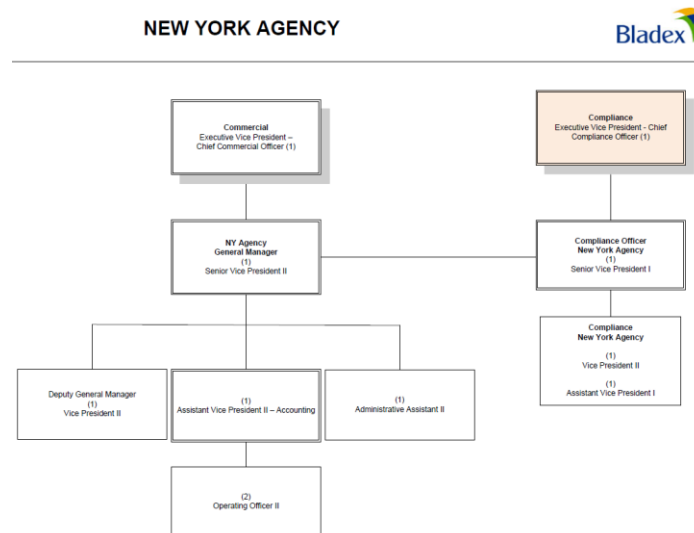 NEW YORK AGENCY
Bladex
Commercial
Executive Vice President –
Chief Commercial Officer (1)
Compliance
Executive Vice President - Chief
Compliance Officer (1)
NY Agency
General Manager
(1)
Senior Vice President II
Compliance Officer
New York Agency
(1)
Senior Vice President I
Compliance
New York Agency
(1)
Vice President II
(1)
Assistant Vice President I
Deputy General Manager
(1)
Vice President II
(1)
Assistant Vice President II – Accounting
(1)
Administrative Assistant II
(2)
Operating Officer II